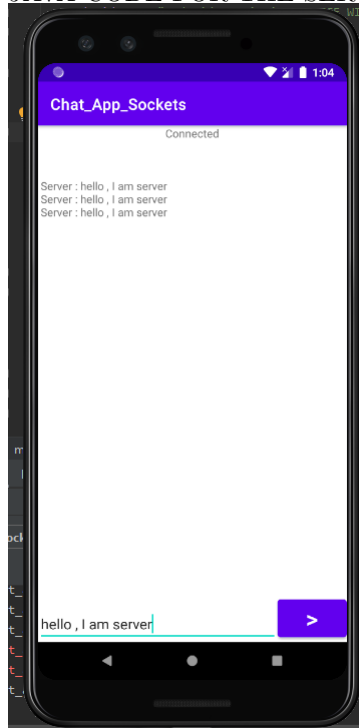 1:04
Chat_App_Sockets
Connected
Server : hello , I am server
Server : hello , I am server
Server : hello , I am server
hello , I am server
>